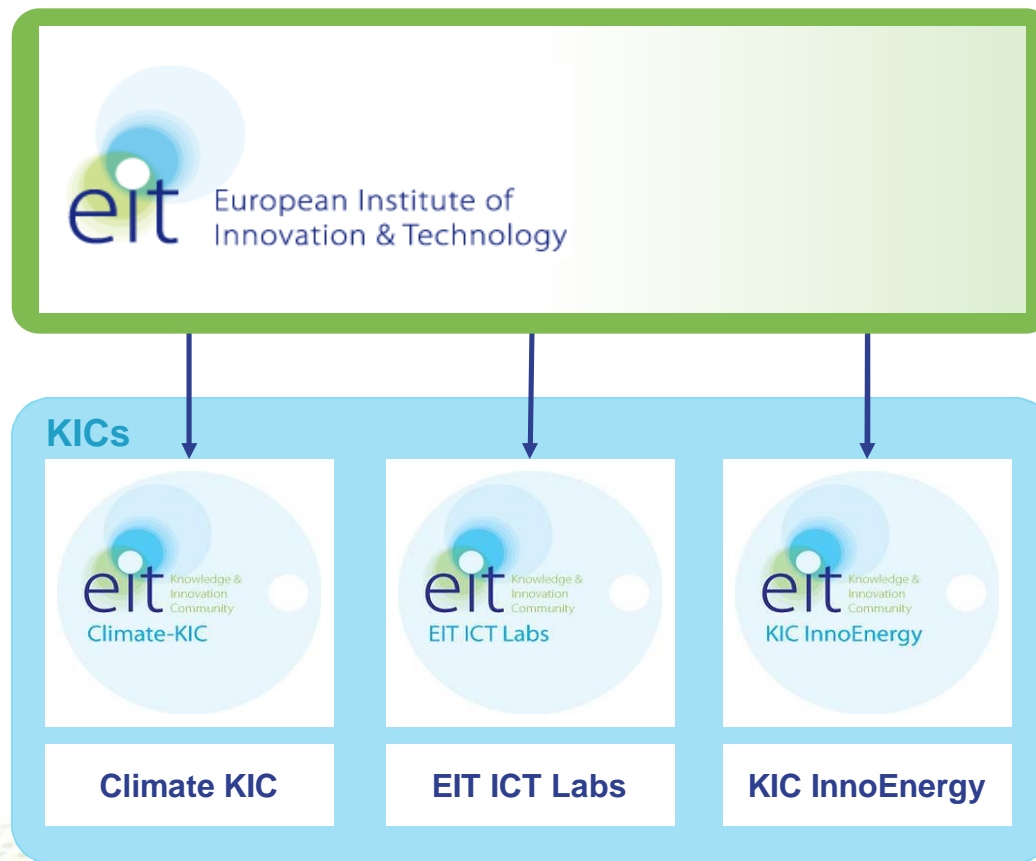 eit
European Institute of
Innovation & Technology
KICs
eit
Knowledge &
Innovation
Community
Climate-KIC
eit
Knowledge &
Innovation
Community
EIT ICT Labs
eit
Knowledge &
Innovation
Community
KIC InnoEnergy
Climate KIC
EIT ICT Labs
KIC InnoEnergy